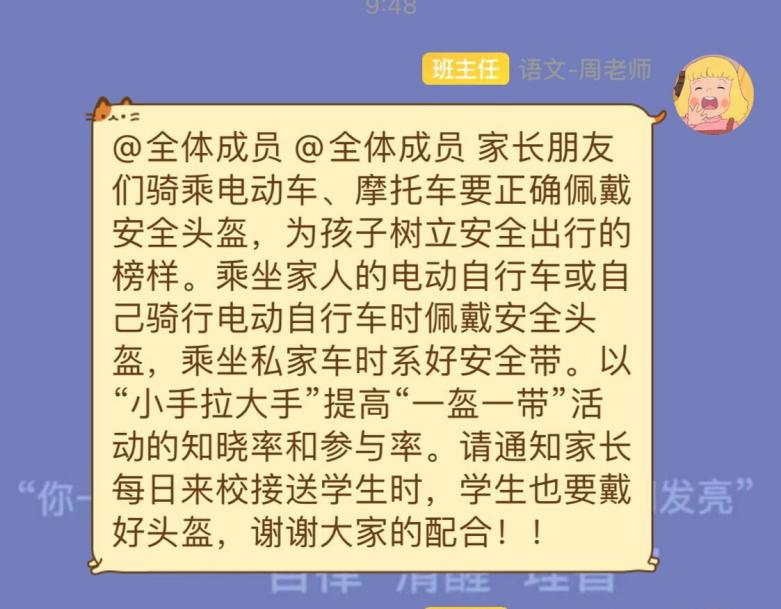 9:48
班主任 语文-周老师
@全体成员 @全体成员 家长朋友
们骑乘电动车、摩托车要正确佩戴
安全头盔，为孩子树立安全出行的
榜样。乘坐家人的电动自行车或自
己骑行电动自行车时佩戴安全头
盔，乘坐私家车时系好安全带。以
“小手拉大手”提高“一盔一带”活
动的知晓率和参与率。请通知家长
每日来校接送学生时，学生也要戴
好头盔，谢谢大家的配合！！
“你
发亮”
自律 清醒 理智